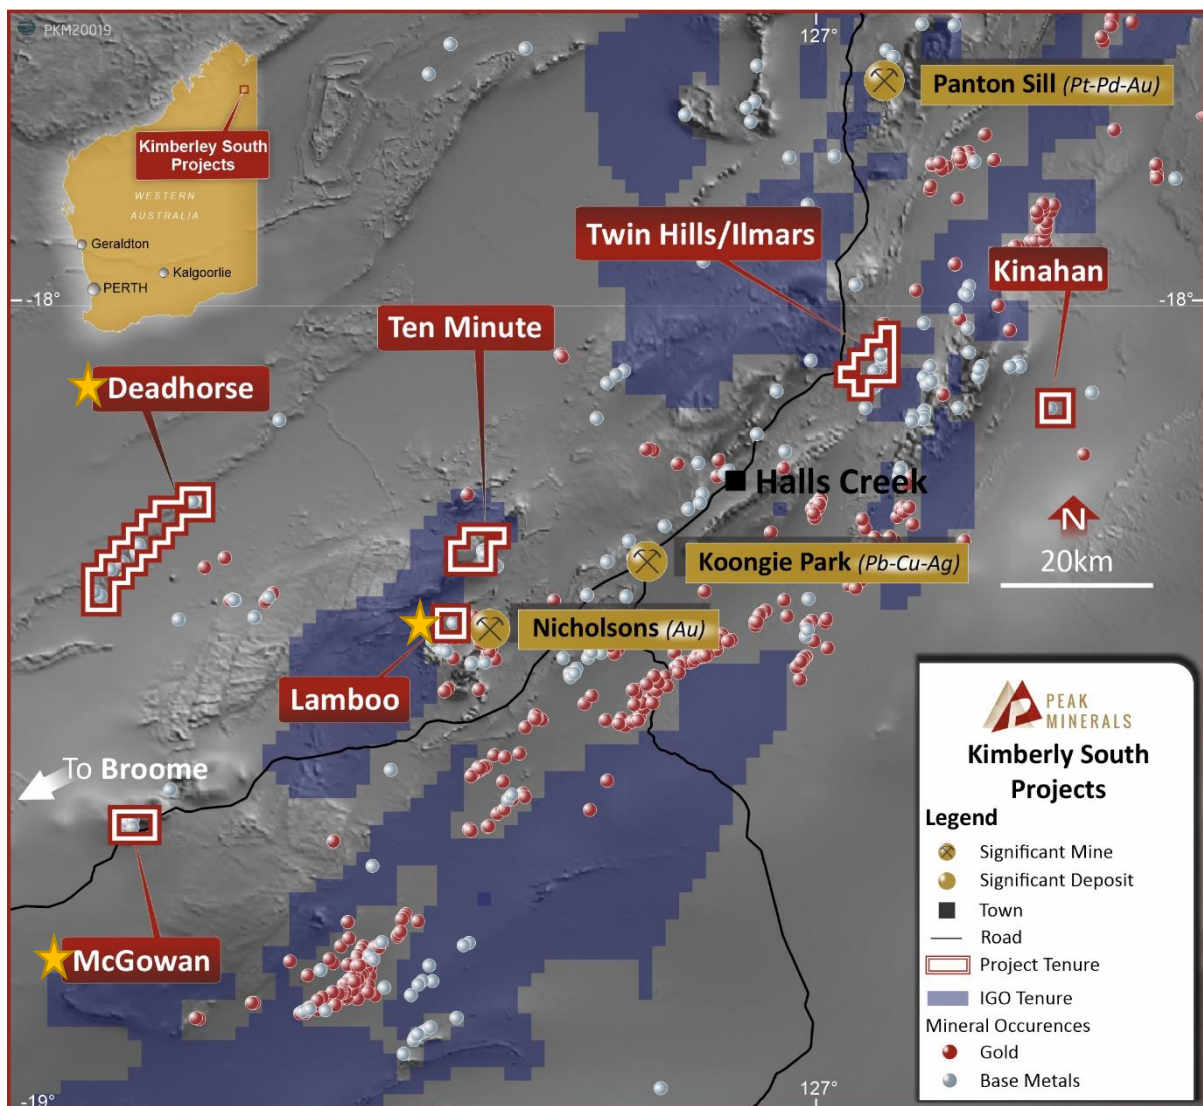 PKM20019
127°
Panton Sill (Pt-Pd-Au)
Kimberley South
Projects
WESTERN
AUSTRALIA
Geraldton
Kalgoorlie
PERTH
Twin Hills/Ilmars
Kinahan
-18°
-18°
Ten Minute
Deadhorse
Halls Creek
N
20km
Koongie Park (Pb-Cu-Ag)
Nicholsons (Au)
Lamboo
To Broome
McGowan
PEAK
MINERALS
Kimberly South
Projects
Legend
Significant Mine
Significant Deposit
Town
Road
Project Tenure
IGO Tenure
Mineral Occurences
Gold
Base Metals
-19°
127°